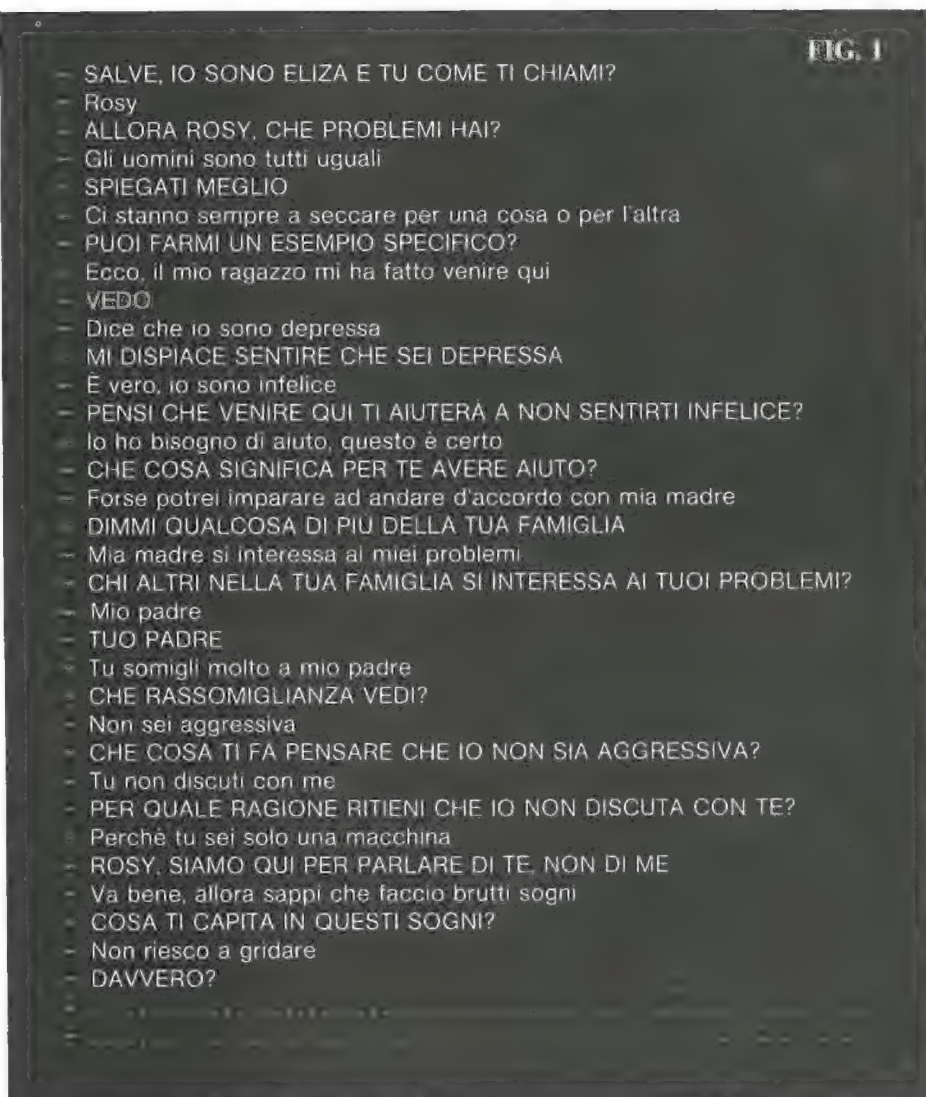 FIG. 1
- SALVE, IO SONO ELIZA E TU COME TI CHIAMI?
- Rosy
- ALLORA ROSY, CHE PROBLEMI HAI?
- Gli uomini sono tutti uguali
- SPIEGATI MEGLIO
- Ci stanno sempre a seccare per una cosa o per l'altra
- PUOI FARMI UN ESEMPIO SPECIFICO?
- Ecco, il mio ragazzo mi ha fatto venire qui
- VEDO
- Dice che io sono depressa
- MI DISPIACE SENTIRE CHE SEI DEPRESSA
- È vero, io sono infelice
- PENSI CHE VENIRE QUI TI AIUTERÀ A NON SENTIRTI INFELICE?
- Io ho bisogno di aiuto, questo è certo
- CHE COSA SIGNIFICA PER TE AVERE AIUTO?
- Forse potrei imparare ad andare d'accordo con mia madre
- DIMMI QUALCOSA DI PIÙ DELLA TUA FAMIGLIA
- Mia madre si interessa ai miei problemi
- CHI ALTRI NELLA TUA FAMIGLIA SI INTERESSA AI TUOI PROBLEMI?
- Mio padre
- TUO PADRE
- Tu somigli molto a mio padre
- CHE RASSOMIGLIANZA VEDI?
- Non sei aggressiva
- CHE COSA TI FA PENSARE CHE IO NON SIA AGGRESSIVA?
- Tu non discuti con me
- PER QUALE RAGIONE RITIENI CHE IO NON DISCUTA CON TE?
- Perchè tu sei solo una macchina
- ROSY, SIAMO QUI PER PARLARE DI TE, NON DI ME
- Va bene, allora sappi che faccio brutti sogni
- COSA TI CAPITA IN QUESTI SOGNI?
- Non riesco a gridare
- DAVVERO?